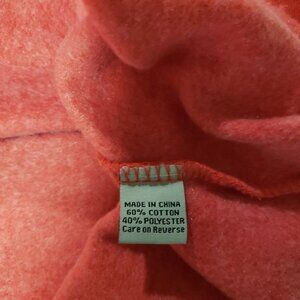 MADE IN CHINA
60% COTTON
40% POLYESTER
Care on Reverse